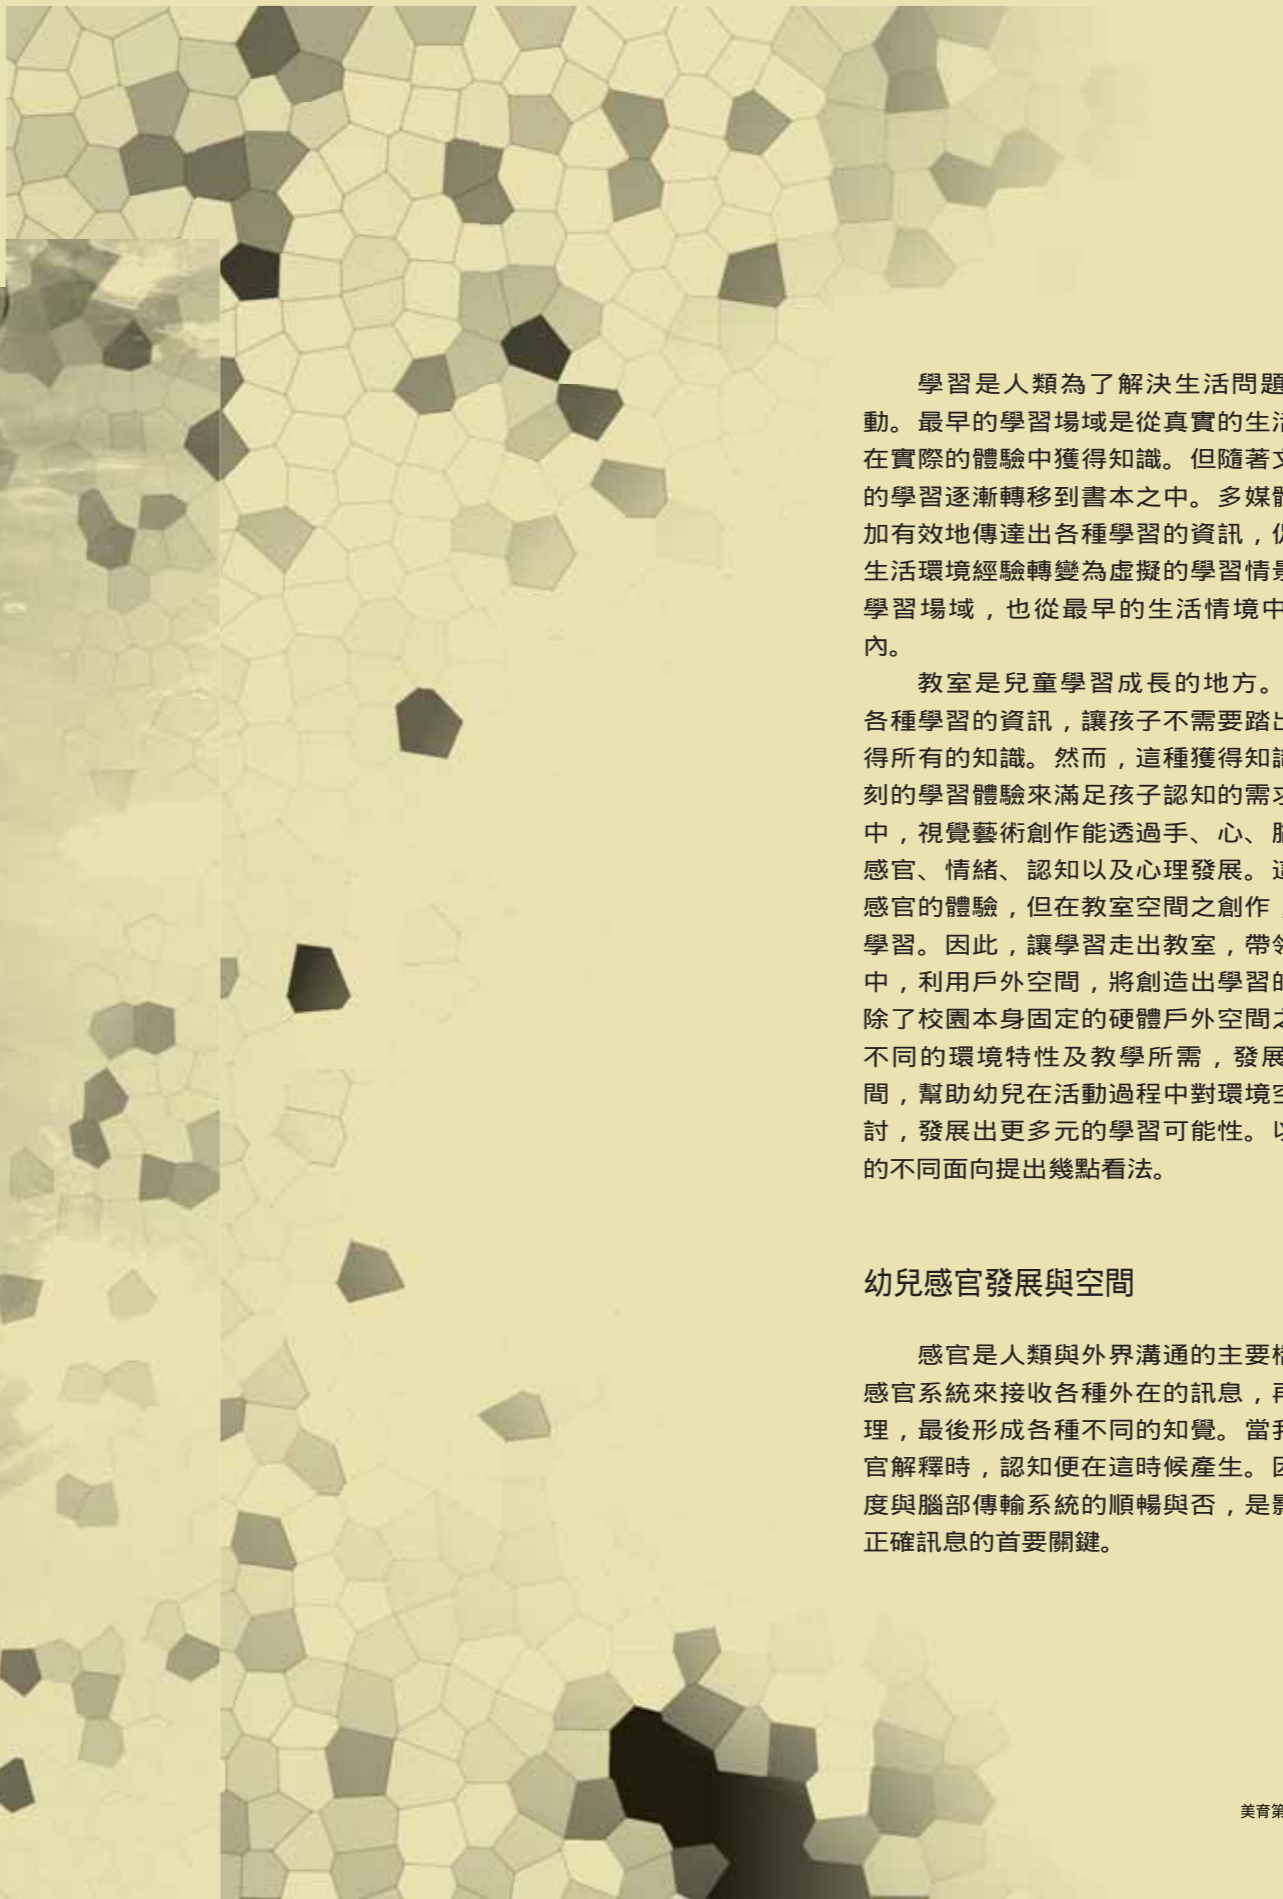 學習是人類為了解決生活問題
動。最早的學習場域是從真實的生活
在實際的體驗中獲得知識。但隨著文
的學習逐漸轉移到書本之中。多媒體
加有效地傳達出各種學習的資訊，促
生活環境經驗轉變為虛擬的學習情景
學習場域，也從最早的生活情境中
內。
教室是兒童學習成長的地方。
各種學習的資訊，讓孩子不需要踏出
得所有的知識。然而，這種獲得知識
刻的學習體驗來滿足孩子認知的需求
中，視覺藝術創作能透過手、心、腦
感官、情緒、認知以及心理發展。這
感官的體驗，但在教室空間之創作，
學習。因此，讓學習走出教室，帶領
中，利用戶外空間，將創造出學習的
除了校園本身固定的硬體戶外空間之
不同的環境特性及教學所需，發展
間，幫助幼兒在活動過程中對環境空
討，發展出更多元的學習可能性。以
的不同面向提出幾點看法。
幼兒感官發展與空間
感官是人類與外界溝通的主要橋
感官系統來接收各種外在的訊息，再
理，最後形成各種不同的知覺。當我
官解釋時，認知便在這時候產生。因
度與腦部傳輸系統的順暢與否，是影
正確訊息的首要關鍵。
美育第